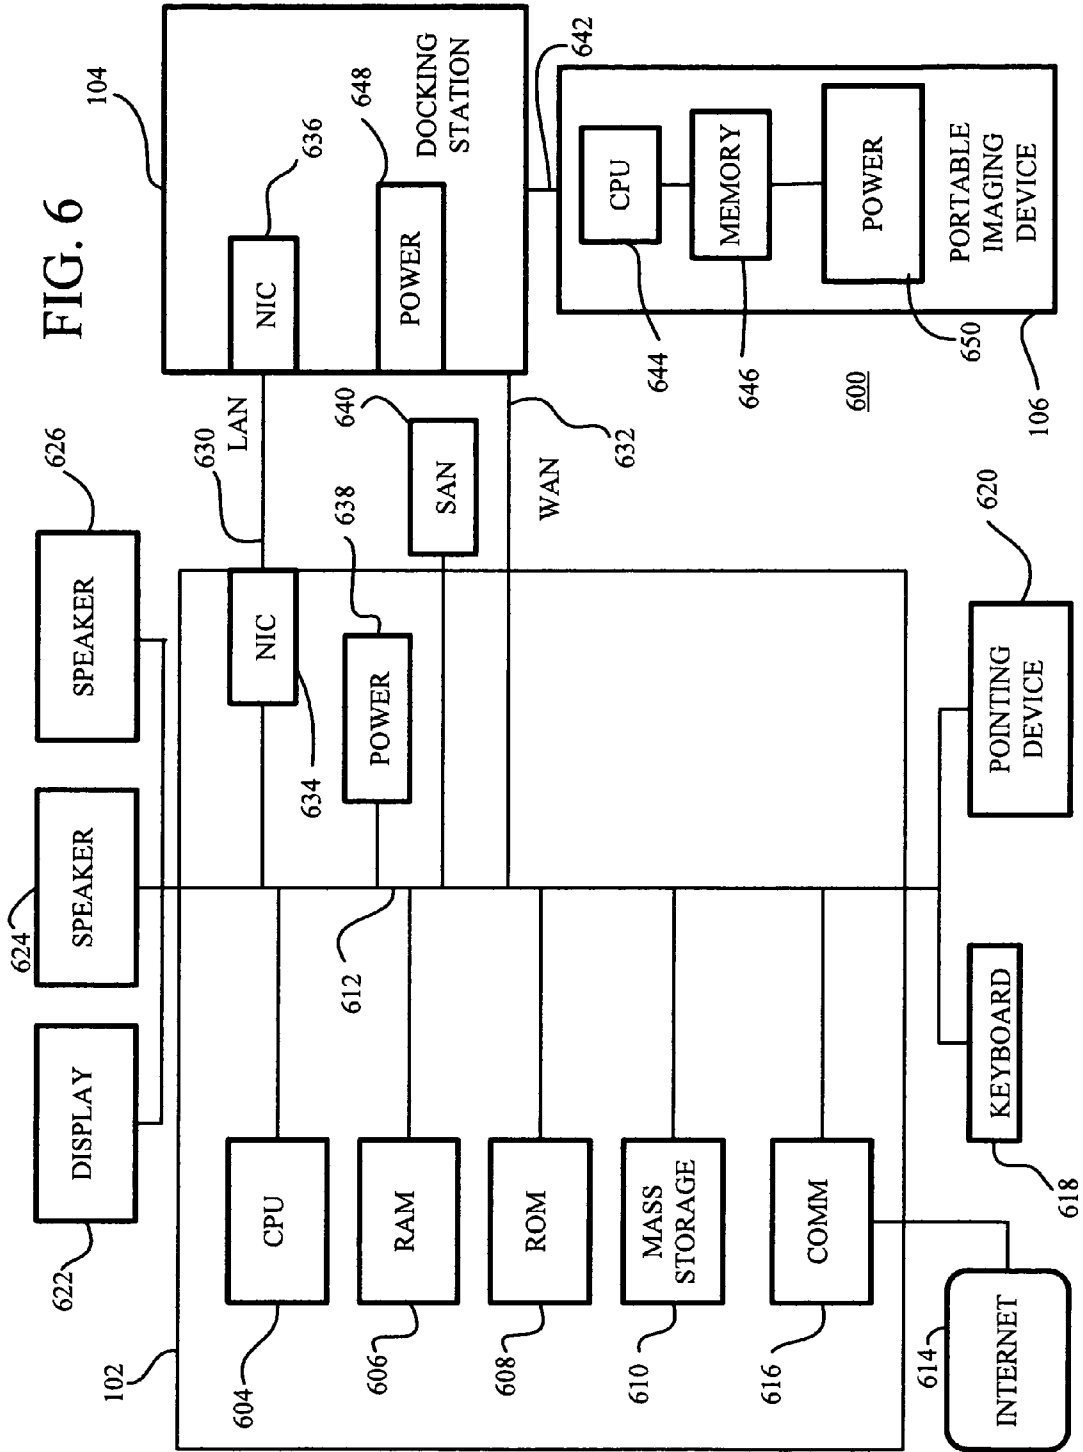 FIG. 6
622
DISPLAY
624
SPEAKER
SPEAKER
626
102
604
CPU
606
RAM
608
ROM
610
MASS
STORAGE
616
COMM
612
NIC
634
POWER
638
630
LAN
SAN
640
WAN
632
104
NIC
636
POWER
648
DOCKING
STATION
642
CPU
644
MEMORY
646
POWER
650
PORTABLE
IMAGING
DEVICE
106
600
614
INTERNET
KEYBOARD
618
POINTING
DEVICE
620